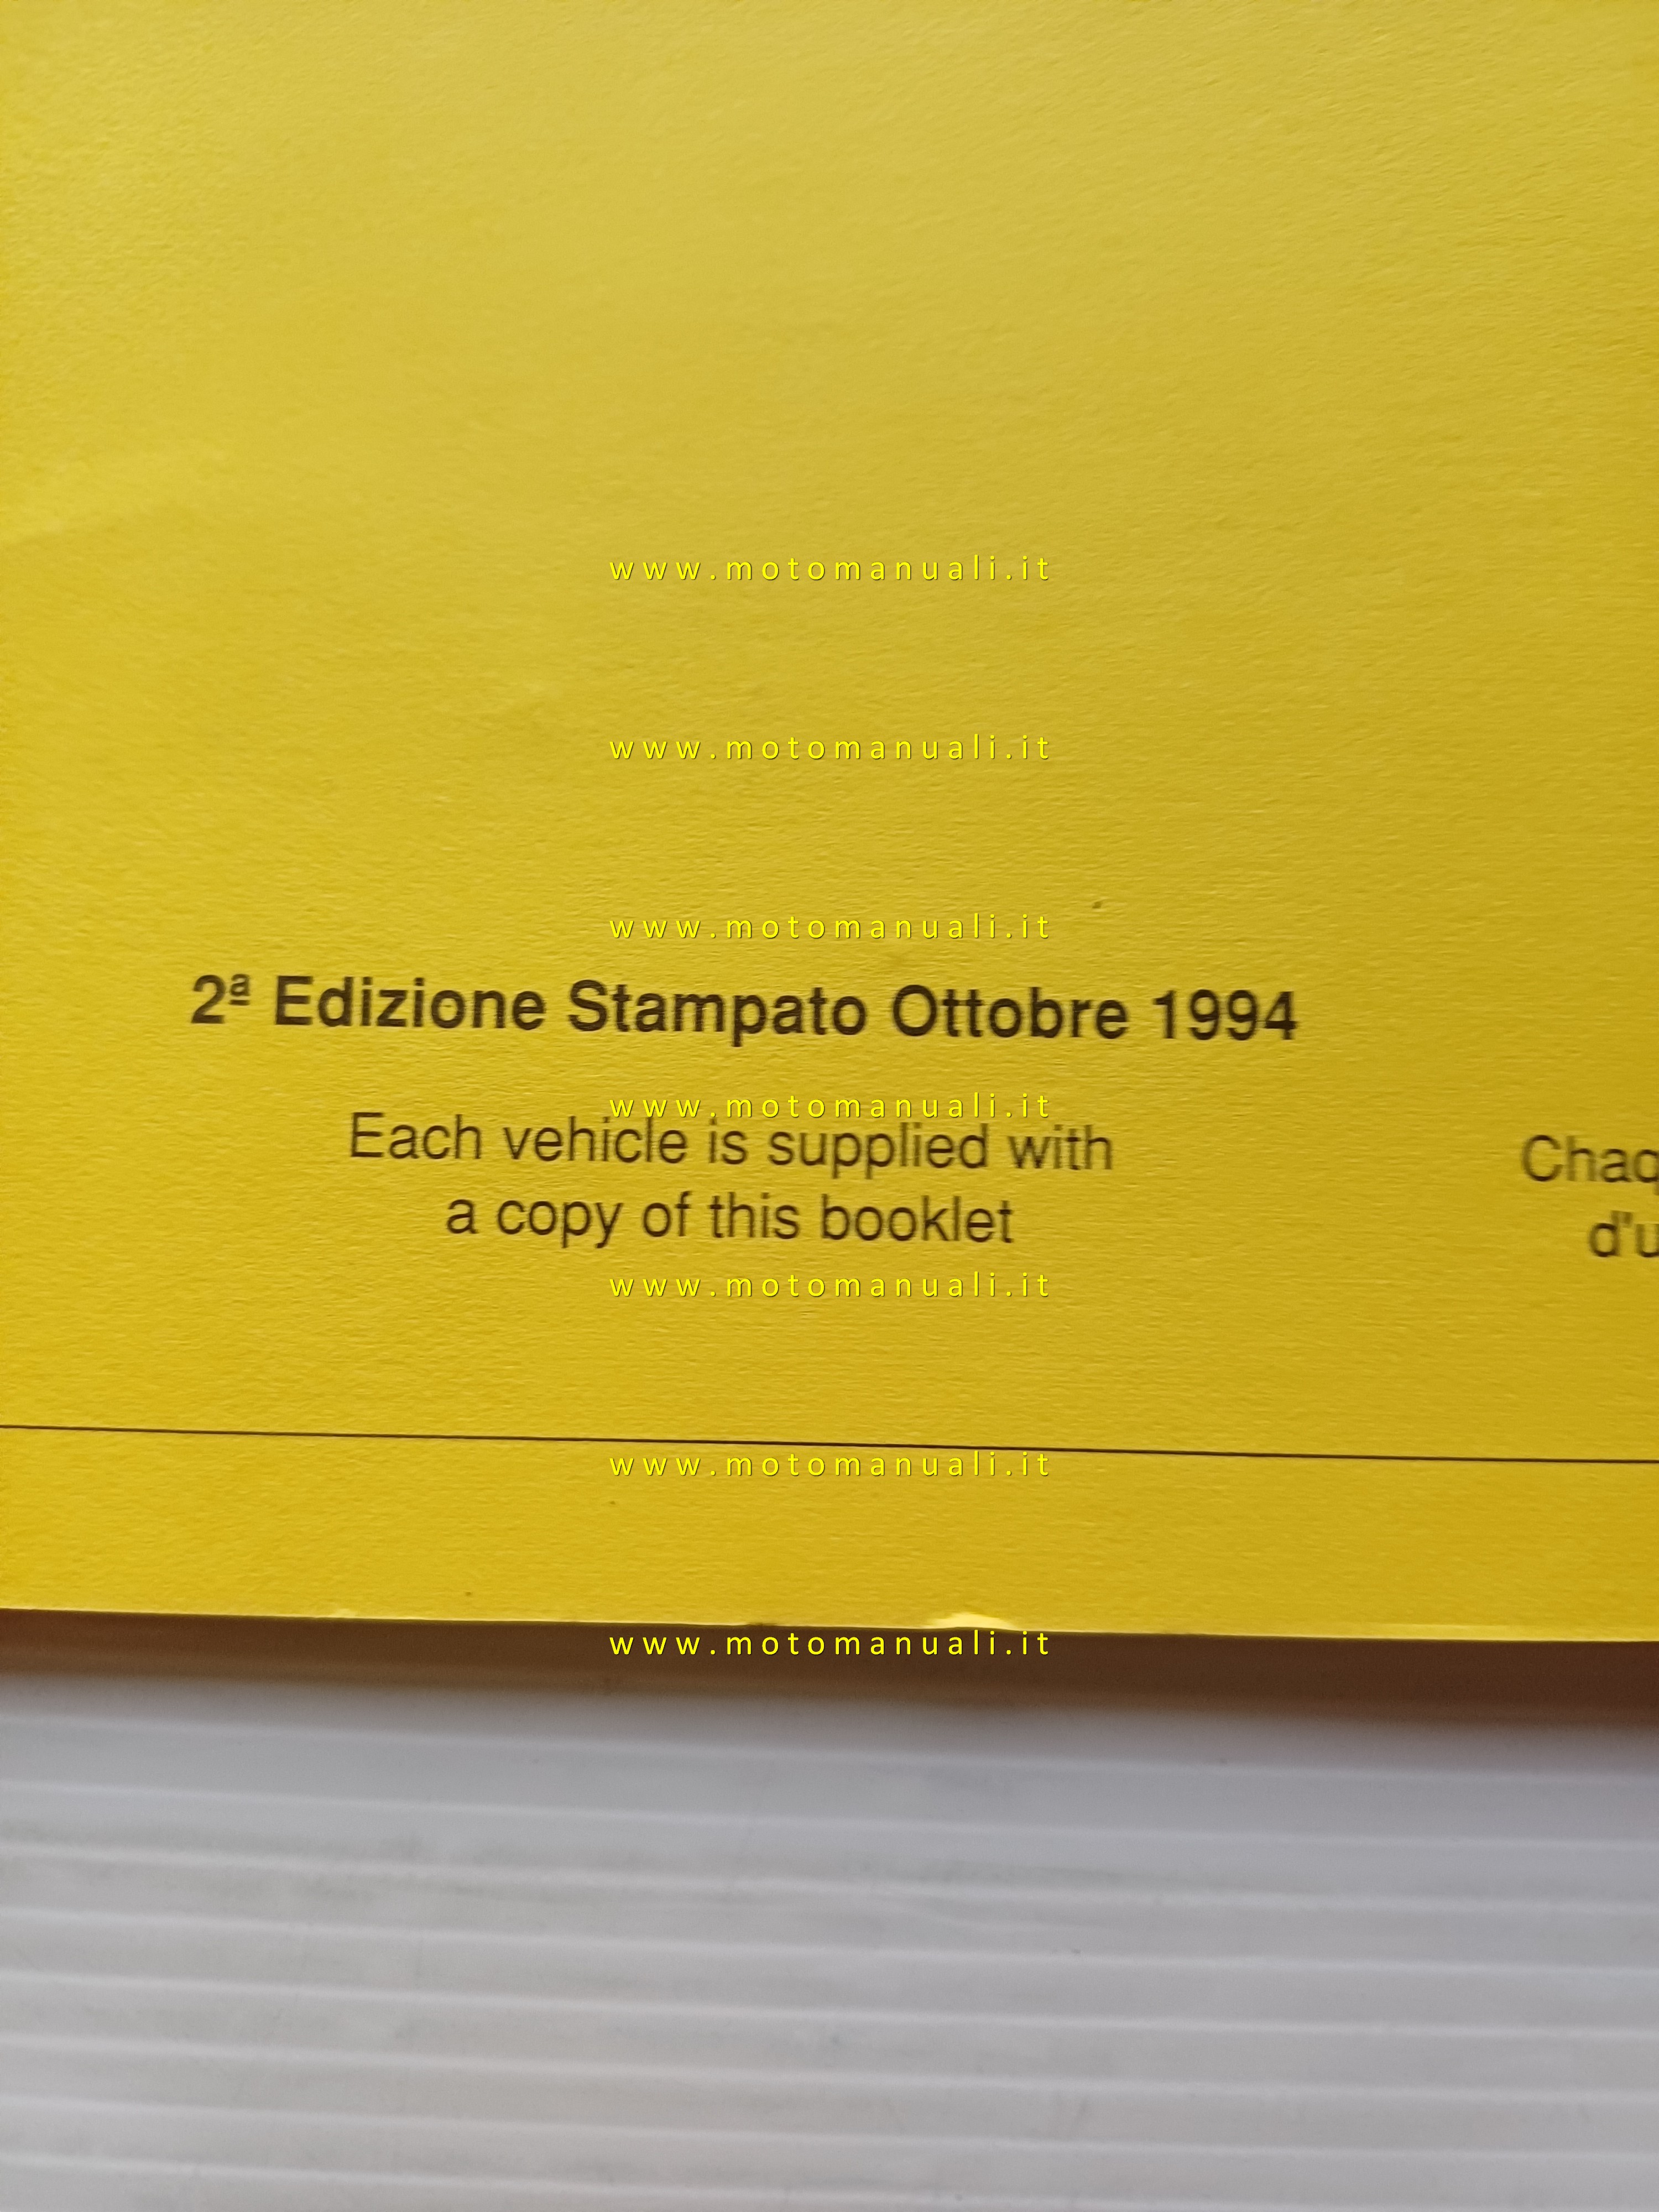 www.motomanuali.it
www.motomanuali.it
www.motomanuali.it
2ª Edizione Stampato Ottobre 1994
www.motomanuali.it
Each vehicle is supplied with
a copy of this booklet
Chaq
d'u
www.motomanuali.it
www.motomanuali.it
www.motomanuali.it